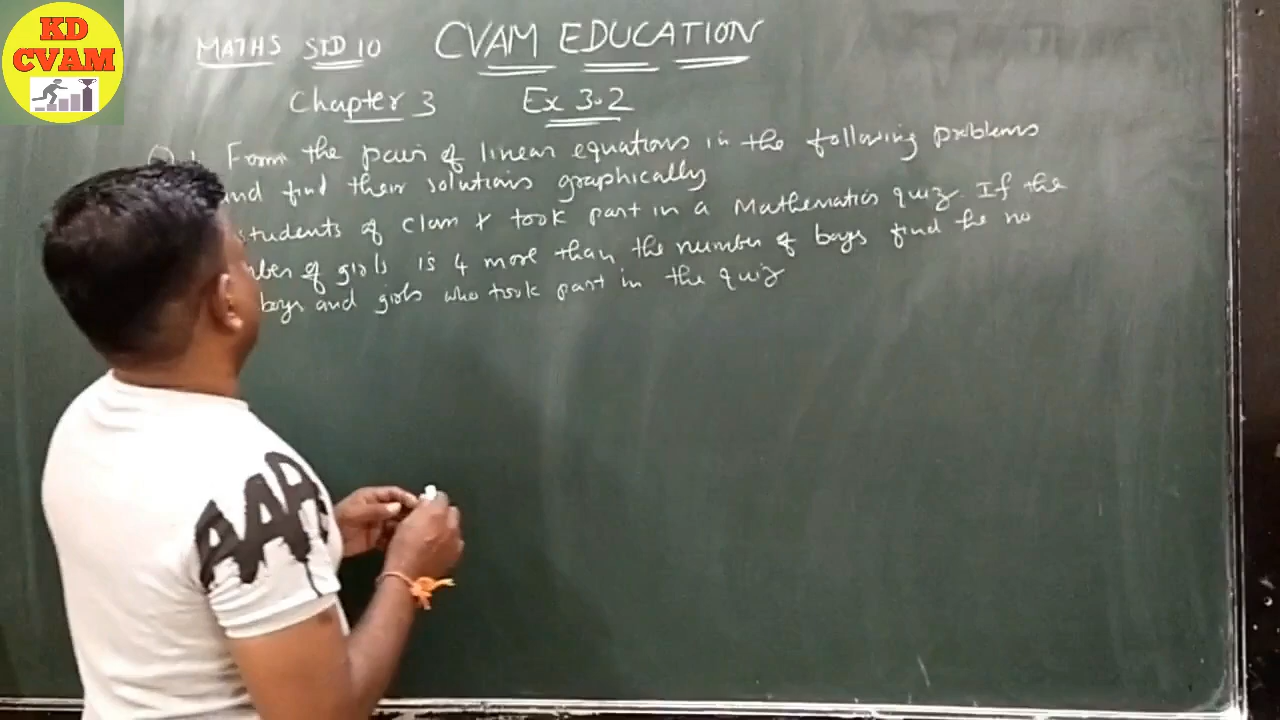 KD
CVAM
MATHS STD 10 CVAM EDUCATION
Chapter 3 Ex 3.2
Form the pair of linear equations in the following problems
and find their solutions graphically
students of Class X took part in a Mathematics quiz. If the
mber of girls is 4 more than the number of boys find the no
boys and girls who took part in the quiz
AAA